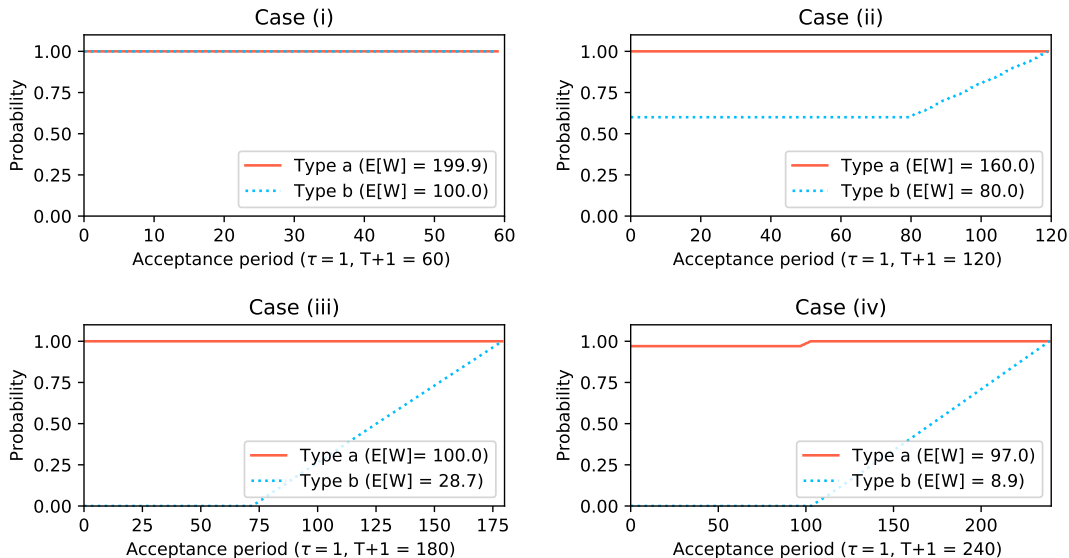 Case (i)
1.00
0.75
0.50
0.25
0.00
Probability
Type a (E[W] = 199.9)
Type b (E[W] = 100.0)
0 10 20 30 40 50 60
Acceptance period (τ = 1, T+1 = 60)
Case (ii)
1.00
0.75
0.50
0.25
0.00
Probability
Type a (E[W] = 160.0)
Type b (E[W] = 80.0)
0 20 40 60 80 100 120
Acceptance period (τ = 1, T+1 = 120)
Case (iii)
1.00
0.75
0.50
0.25
0.00
Probability
Type a (E[W]= 100.0)
Type b (E[W] = 28.7)
0 25 50 75 100 125 150 175
Acceptance period (τ = 1, T+1 = 180)
Case (iv)
1.00
0.75
0.50
0.25
0.00
Probability
Type a (E[W] = 97.0)
Type b (E[W] = 8.9)
0 50 100 150 200
Acceptance period (τ = 1, T+1 = 240)